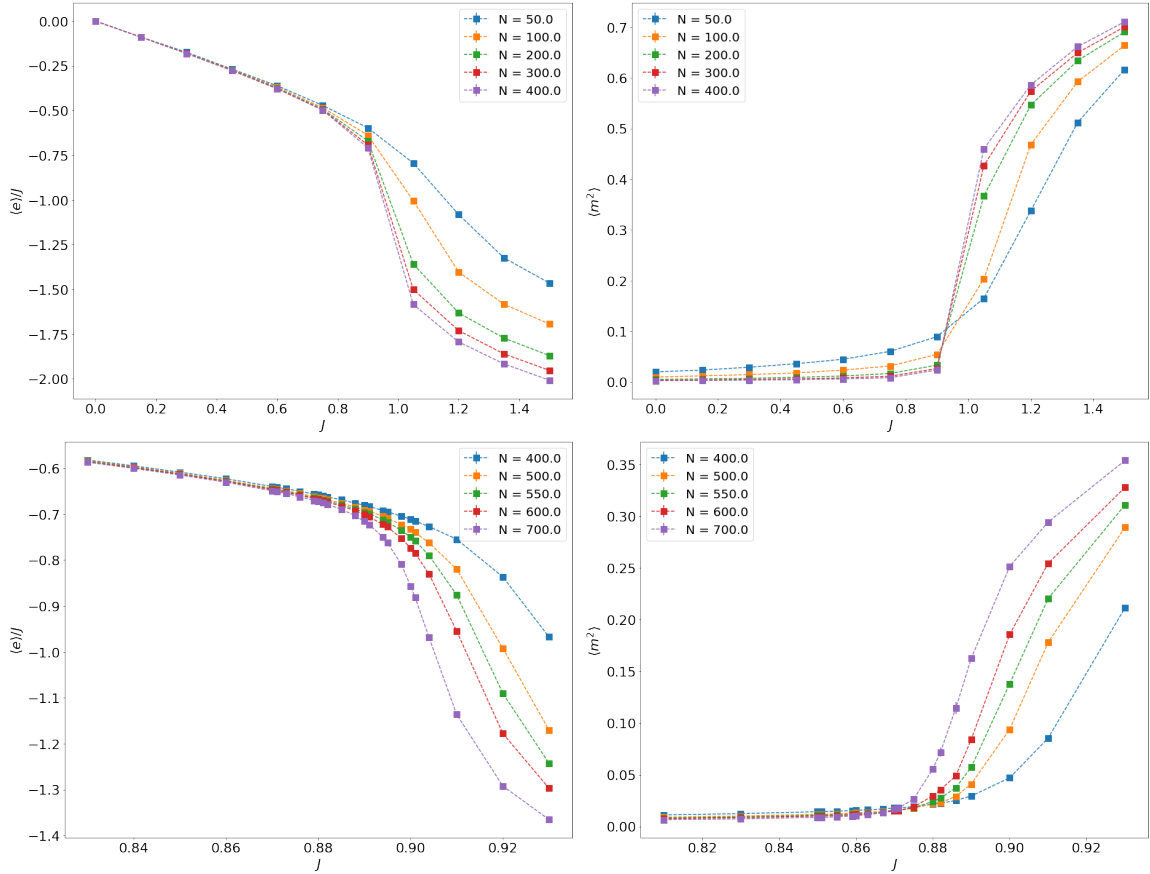 0.00
−0.25
−0.50
−0.75
−1.00
−1.25
−1.50
−1.75
−2.00
⟨e⟩/J
0.0 0.2 0.4 0.6 0.8 1.0 1.2 1.4
J
N = 50.0
N = 100.0
N = 200.0
N = 300.0
N = 400.0
0.7
0.6
0.5
0.4
0.3
0.2
0.1
0.0
⟨m²⟩
0.0 0.2 0.4 0.6 0.8 1.0 1.2 1.4
J
N = 50.0
N = 100.0
N = 200.0
N = 300.0
N = 400.0
−0.6
−0.7
−0.8
−0.9
−1.0
−1.1
−1.2
−1.3
−1.4
⟨e⟩/J
0.84 0.86 0.88 0.90 0.92
J
N = 400.0
N = 500.0
N = 550.0
N = 600.0
N = 700.0
0.35
0.30
0.25
0.20
0.15
0.10
0.05
0.00
⟨m²⟩
0.82 0.84 0.86 0.88 0.90 0.92
J
N = 400.0
N = 500.0
N = 550.0
N = 600.0
N = 700.0